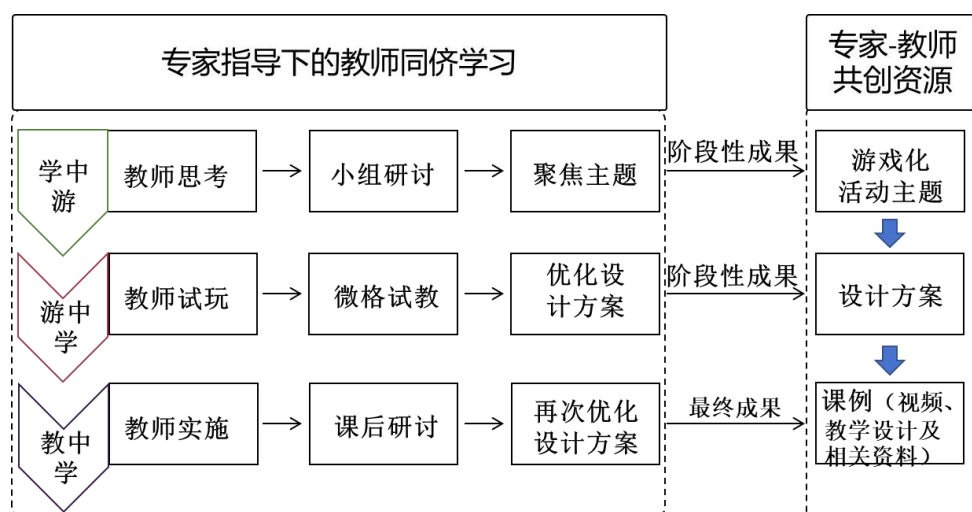 专家指导下的教师同侪学习
专家-教师
共创资源
学中
游
教师思考
小组研讨
聚焦主题
阶段性成果
游戏化
活动主题
游中
学
教师试玩
微格试教
优化设
计方案
阶段性成果
设计方案
教中
学
教师实施
课后研讨
再次优化
设计方案
最终成果
课例（视频、
教学设计及
相关资料）